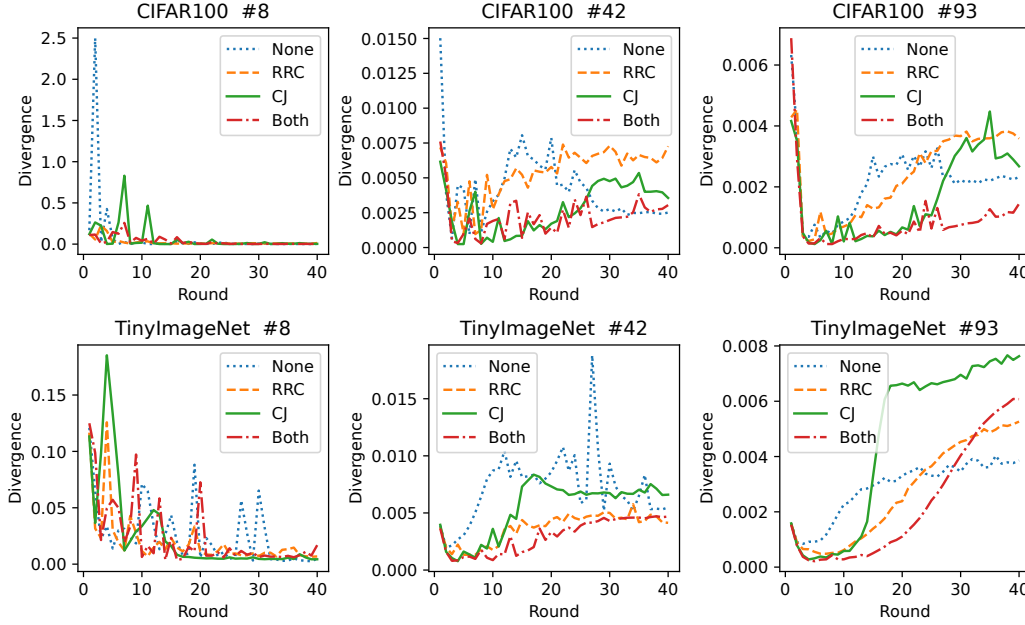 CIFAR100 #8
Divergence
2.5
2.0
1.5
1.0
0.5
0.0
None
RRC
CJ
Both
0 10 20 30 40
Round
CIFAR100 #42
Divergence
0.0150
0.0125
0.0100
0.0075
0.0050
0.0025
0.0000
None
RRC
CJ
Both
0 10 20 30 40
Round
CIFAR100 #93
Divergence
0.006
0.004
0.002
0.000
None
RRC
CJ
Both
0 10 20 30 40
Round
TinyImageNet #8
Divergence
0.15
0.10
0.05
0.00
None
RRC
CJ
Both
0 10 20 30 40
Round
TinyImageNet #42
Divergence
0.015
0.010
0.005
0.000
None
RRC
CJ
Both
0 10 20 30 40
Round
TinyImageNet #93
Divergence
0.008
0.006
0.004
0.002
0.000
None
RRC
CJ
Both
0 10 20 30 40
Round